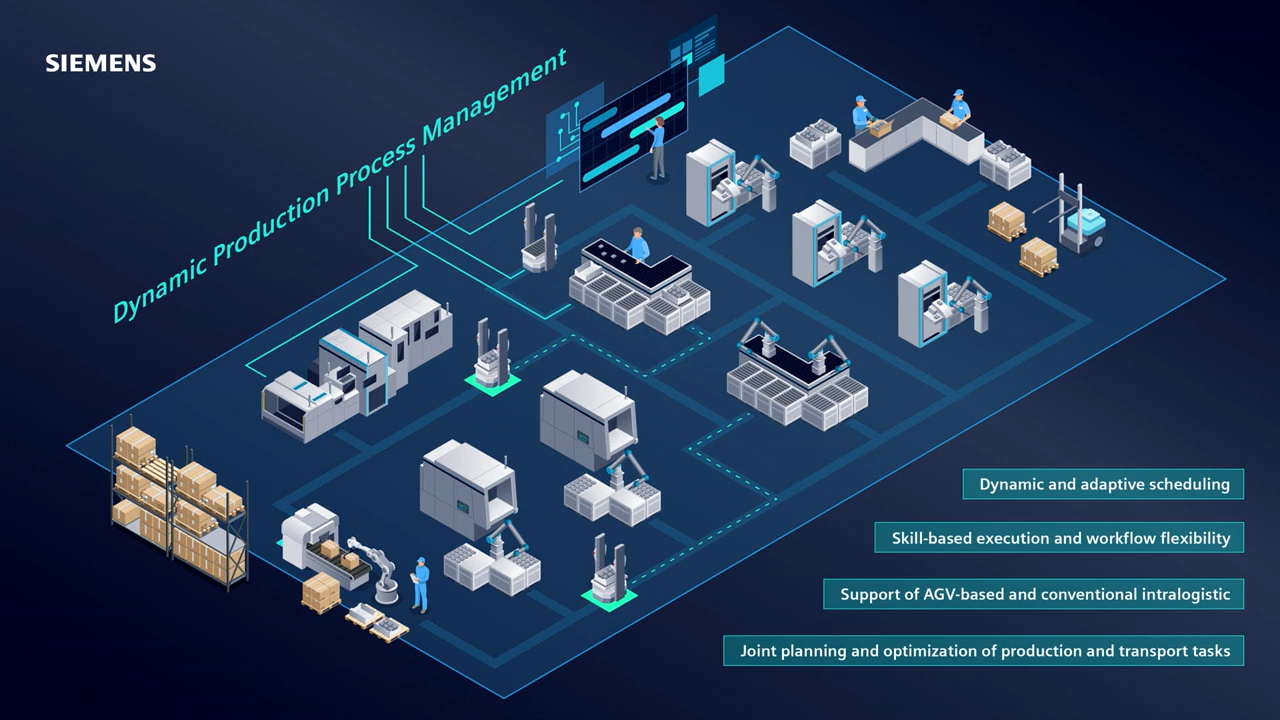 SIEMENS
Dynamic Production Process Management
Dynamic and adaptive scheduling
Skill-based execution and workflow flexibility
Support of AGV-based and conventional intralogistic
Joint planning and optimization of production and transport tasks